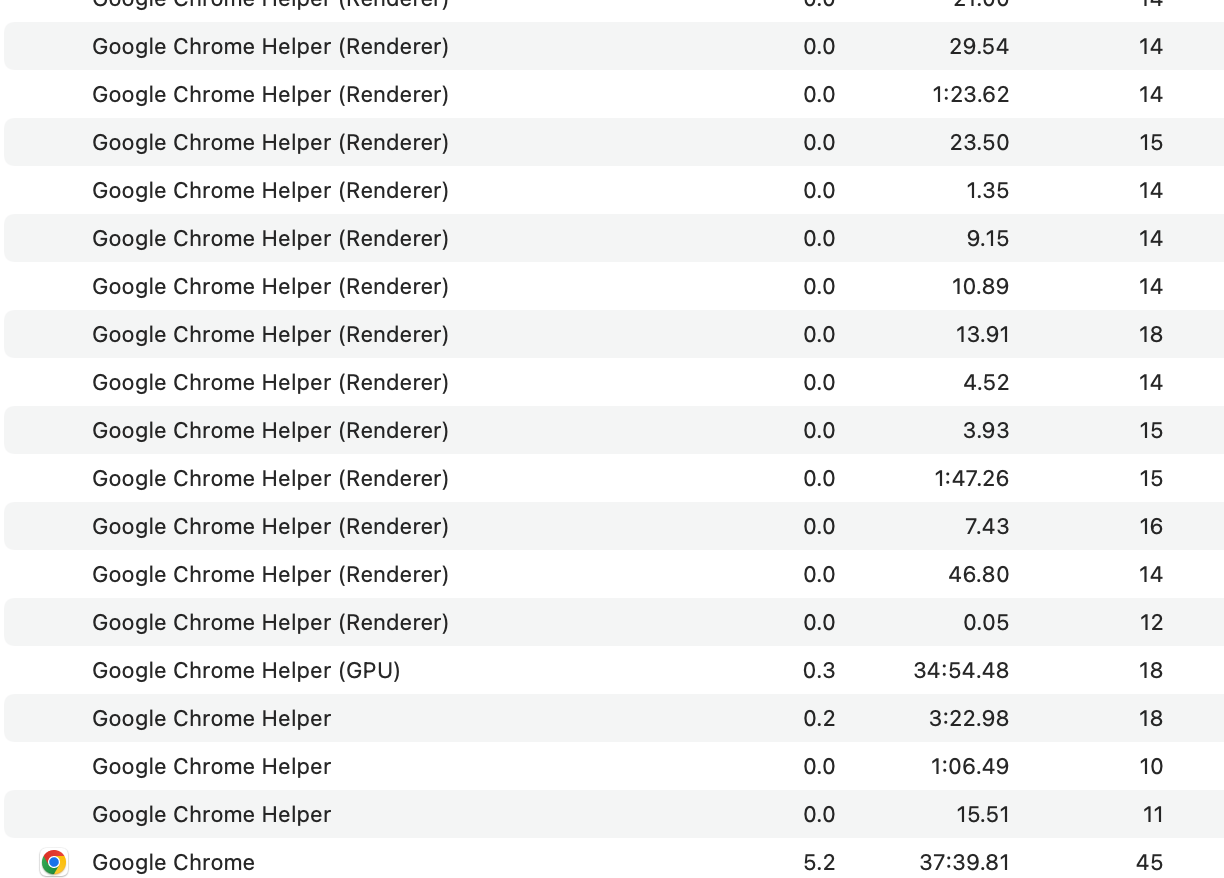 Google Chrome Helper (Renderer) 0.0 21.00 14
Google Chrome Helper (Renderer) 0.0 29.54 14
Google Chrome Helper (Renderer) 0.0 1:23.62 14
Google Chrome Helper (Renderer) 0.0 23.50 15
Google Chrome Helper (Renderer) 0.0 1.35 14
Google Chrome Helper (Renderer) 0.0 9.15 14
Google Chrome Helper (Renderer) 0.0 10.89 14
Google Chrome Helper (Renderer) 0.0 13.91 18
Google Chrome Helper (Renderer) 0.0 4.52 14
Google Chrome Helper (Renderer) 0.0 3.93 15
Google Chrome Helper (Renderer) 0.0 1:47.26 15
Google Chrome Helper (Renderer) 0.0 7.43 16
Google Chrome Helper (Renderer) 0.0 46.80 14
Google Chrome Helper (Renderer) 0.0 0.05 12
Google Chrome Helper (GPU) 0.3 34:54.48 18
Google Chrome Helper 0.2 3:22.98 18
Google Chrome Helper 0.0 1:06.49 10
Google Chrome Helper 0.0 15.51 11
Google Chrome 5.2 37:39.81 45